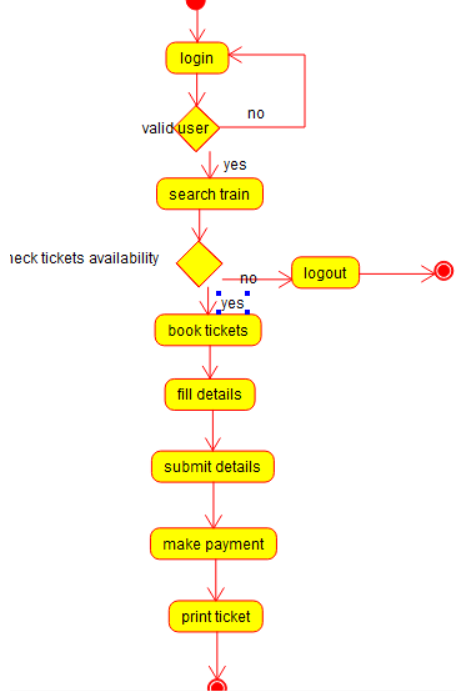 login
no
valid user
yes
search train
tickets availability
no
logout
yes
book tickets
fill details
submit details
make payment
print ticket